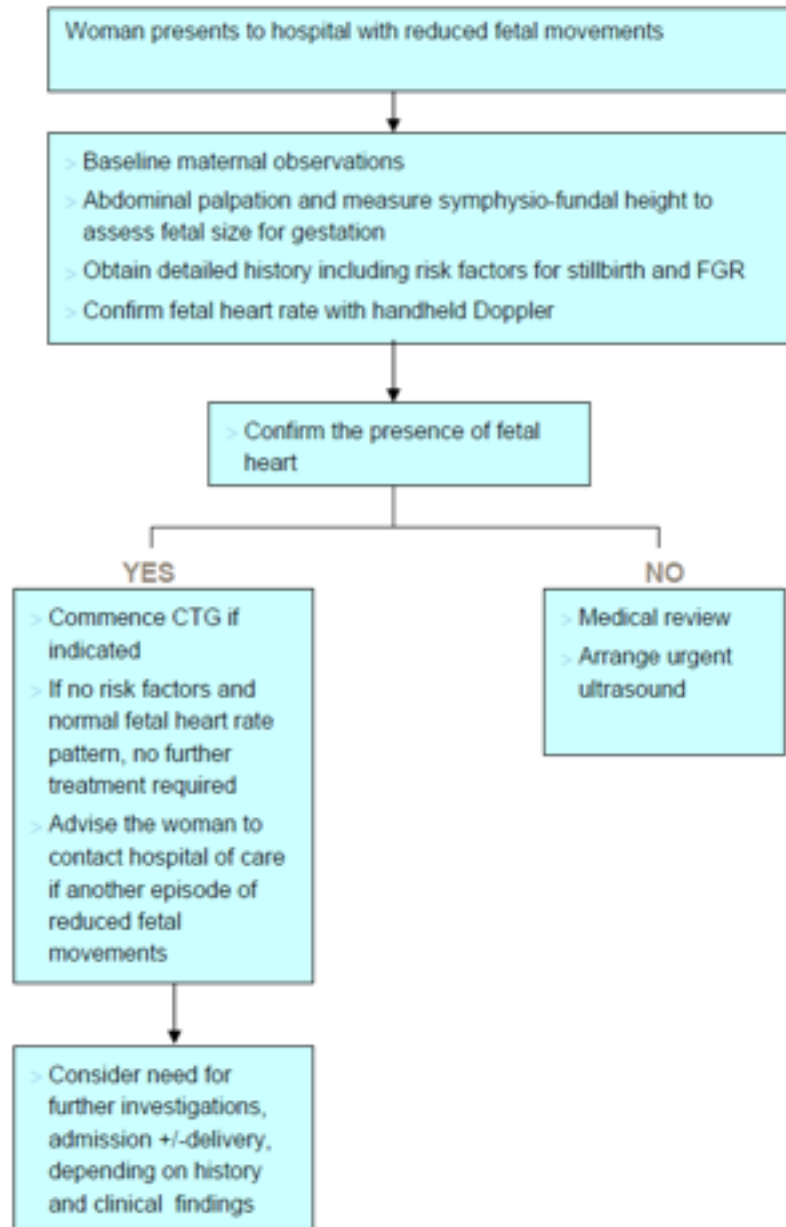 Woman presents to hospital with reduced fetal movements
> Baseline maternal observations
> Abdominal palpation and measure symphysio-fundal height to
assess fetal size for gestation
> Obtain detailed history including risk factors for stillbirth and FGR
> Confirm fetal heart rate with handheld Doppler
> Confirm the presence of fetal
heart
YES
> Commence CTG if
indicated
> If no risk factors and
normal fetal heart rate
pattern, no further
treatment required
> Advise the woman to
contact hospital of care
if another episode of
reduced fetal
movements
> Consider need for
further investigations,
admission +/-delivery,
depending on history
and clinical findings
NO
> Medical review
> Arrange urgent
ultrasound